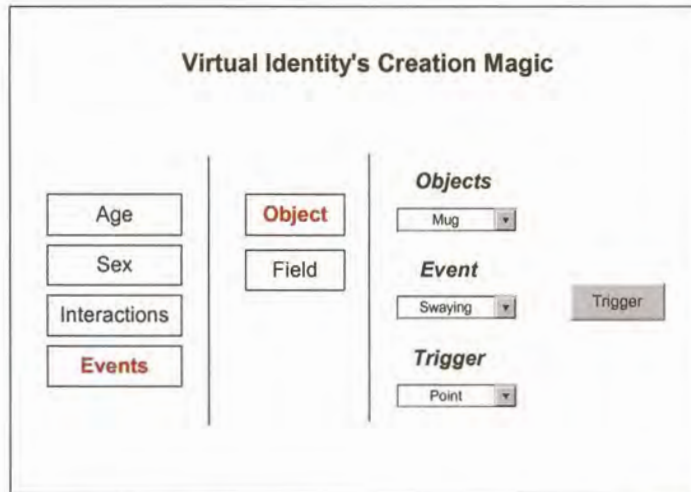 Virtual Identity's Creation Magic
Age
Sex
Interactions
Events
Object
Field
Objects
Mug
Event
Swaying
Trigger
Point
Trigger